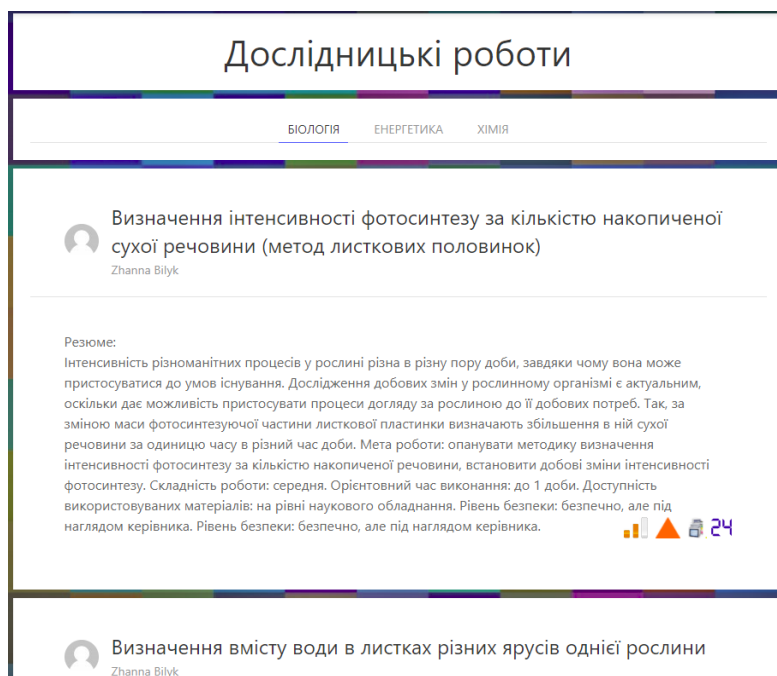 Дослідницькі роботи
БІОЛОГІЯ ЕНЕРГЕТИКА ХІМІЯ
Визначення інтенсивності фотосинтезу за кількістю накопиченої
сухої речовини (метод листкових половинок)
Zhanna Bilyk
Резюме:
Інтенсивність різноманітних процесів у рослині різна в різну пору доби, завдяки чому вона може
пристосуватися до умов існування. Дослідження добових змін у рослинному організмі є актуальним,
оскільки дає можливість пристосувати процеси догляду за рослиною до її добових потреб. Так, за
зміною маси фотосинтезуючої частини листкової пластинки визначають збільшення в ній сухої
речовини за одиницю часу в різний час доби. Мета роботи: опанувати методику визначення
інтенсивності фотосинтезу за кількістю накопиченої речовини, встановити добові зміни інтенсивності
фотосинтезу. Складність роботи: середня. Орієнтовний час виконання: до 1 доби. Доступність
використовуваних матеріалів: на рівні наукового обладнання. Рівень безпеки: безпечно, але під
наглядом керівника. Рівень безпеки: безпечно, але під наглядом керівника.
24
Визначення вмісту води в листках різних ярусів однієї рослини
Zhanna Bilyk